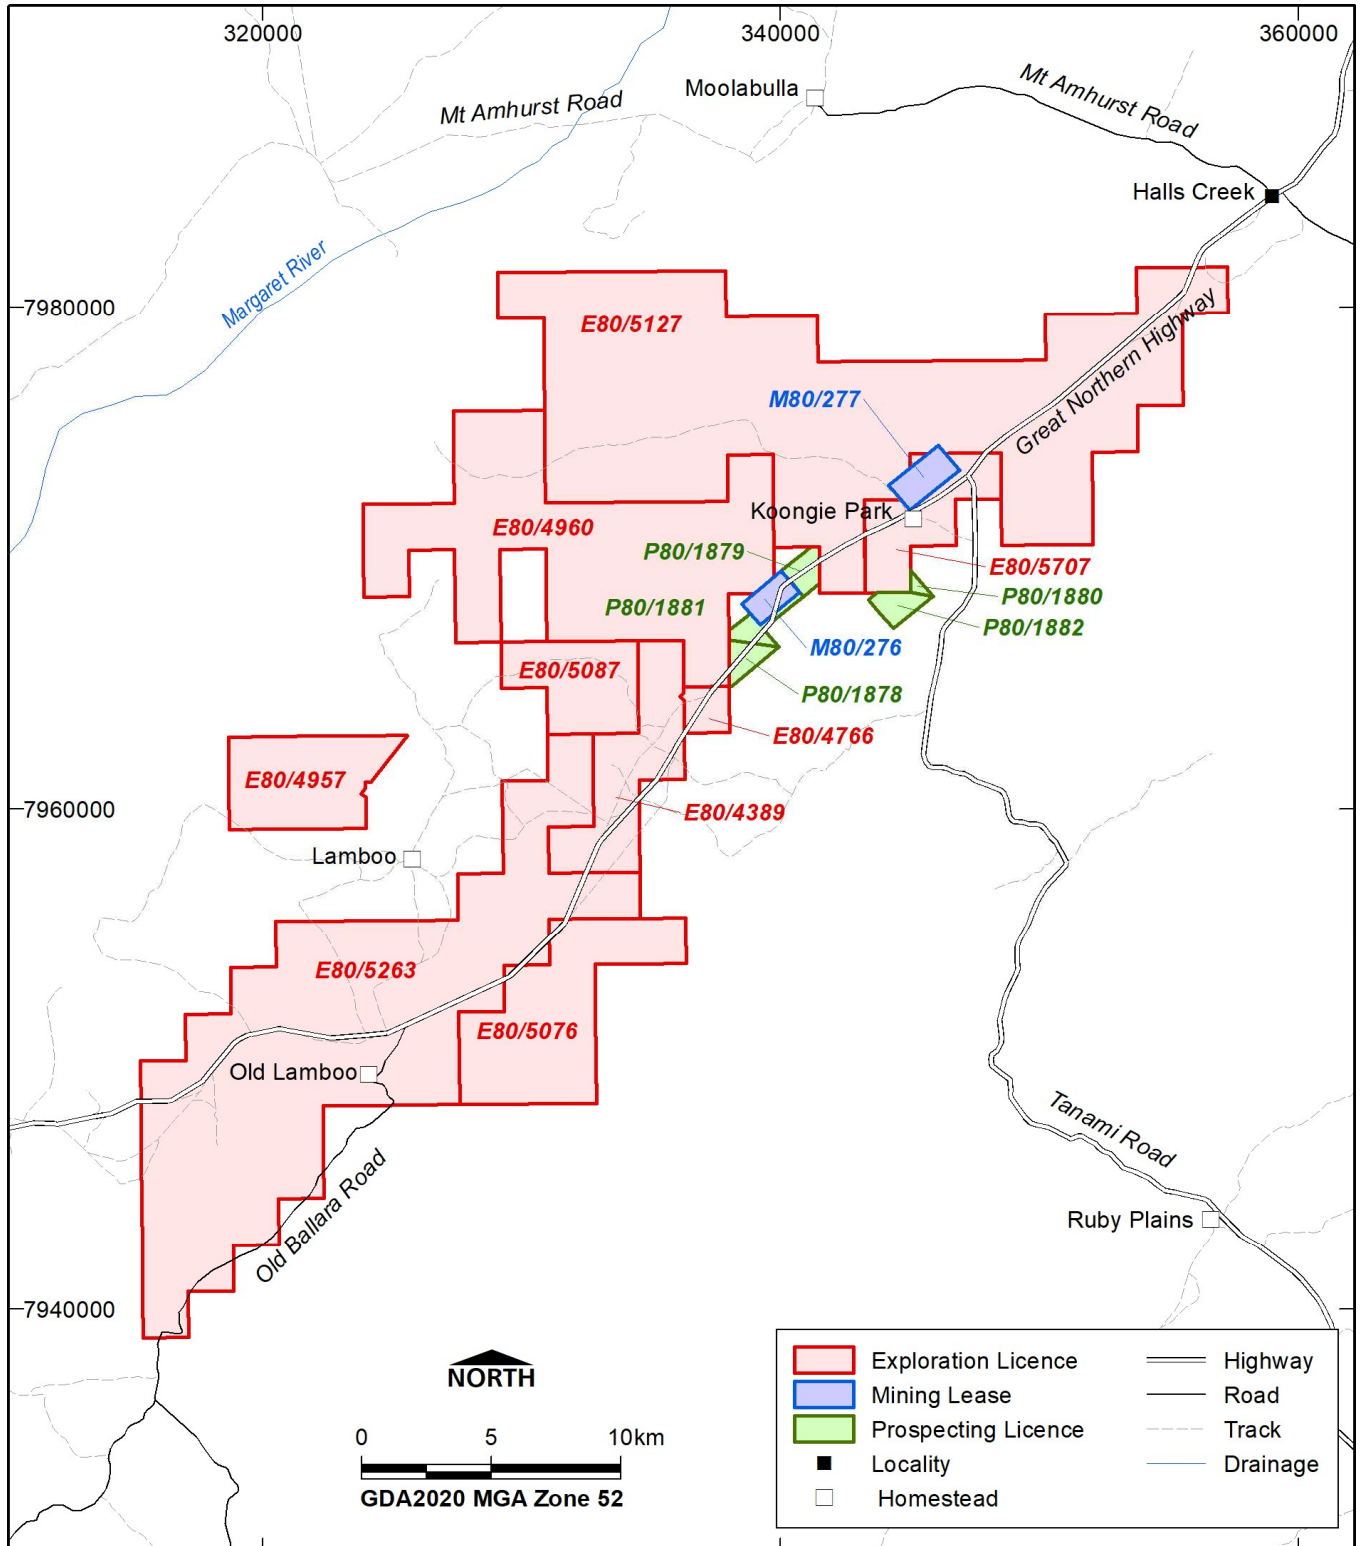 320000
340000
360000
Moolabulla
Mt Amhurst Road
Mt Amhurst Road
Halls Creek
Margaret River
7980000
E80/5127
Great Northern Highway
M80/277
Koongie Park
E80/4960
P80/1879
E80/5707
P80/1880
P80/1881
P80/1882
M80/276
E80/5087
P80/1878
E80/4766
E80/4957
7960000
E80/4389
Lamboo
E80/5263
E80/5076
Old Lamboo
Tanami Road
Old Ballara Road
Ruby Plains
7940000
NORTH
0 5 10km
GDA2020 MGA Zone 52
Exploration Licence
Mining Lease
Prospecting Licence
Locality
Homestead
Highway
Road
Track
Drainage